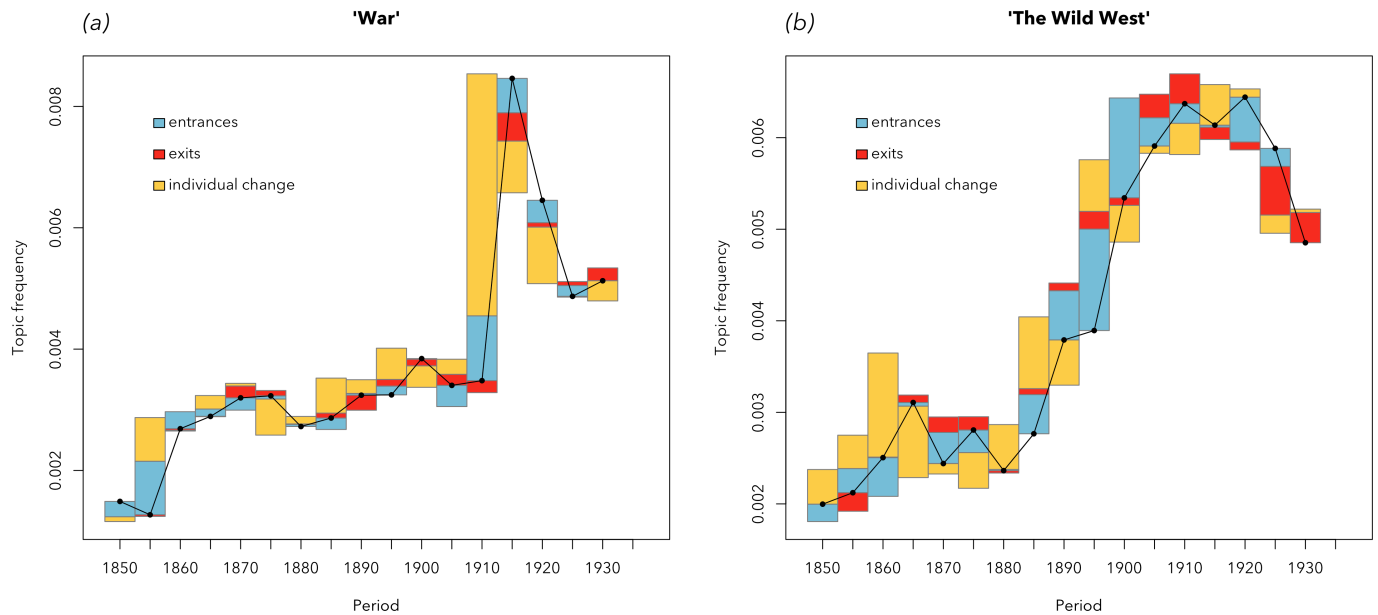 (a)
'War'
entrances
exits
individual change
Topic frequency
0.008
0.006
0.004
0.002
1850 1860 1870 1880 1890 1900 1910 1920 1930
Period
(b)
'The Wild West'
entrances
exits
individual change
Topic frequency
0.006
0.005
0.004
0.003
0.002
1850 1860 1870 1880 1890 1900 1910 1920 1930
Period